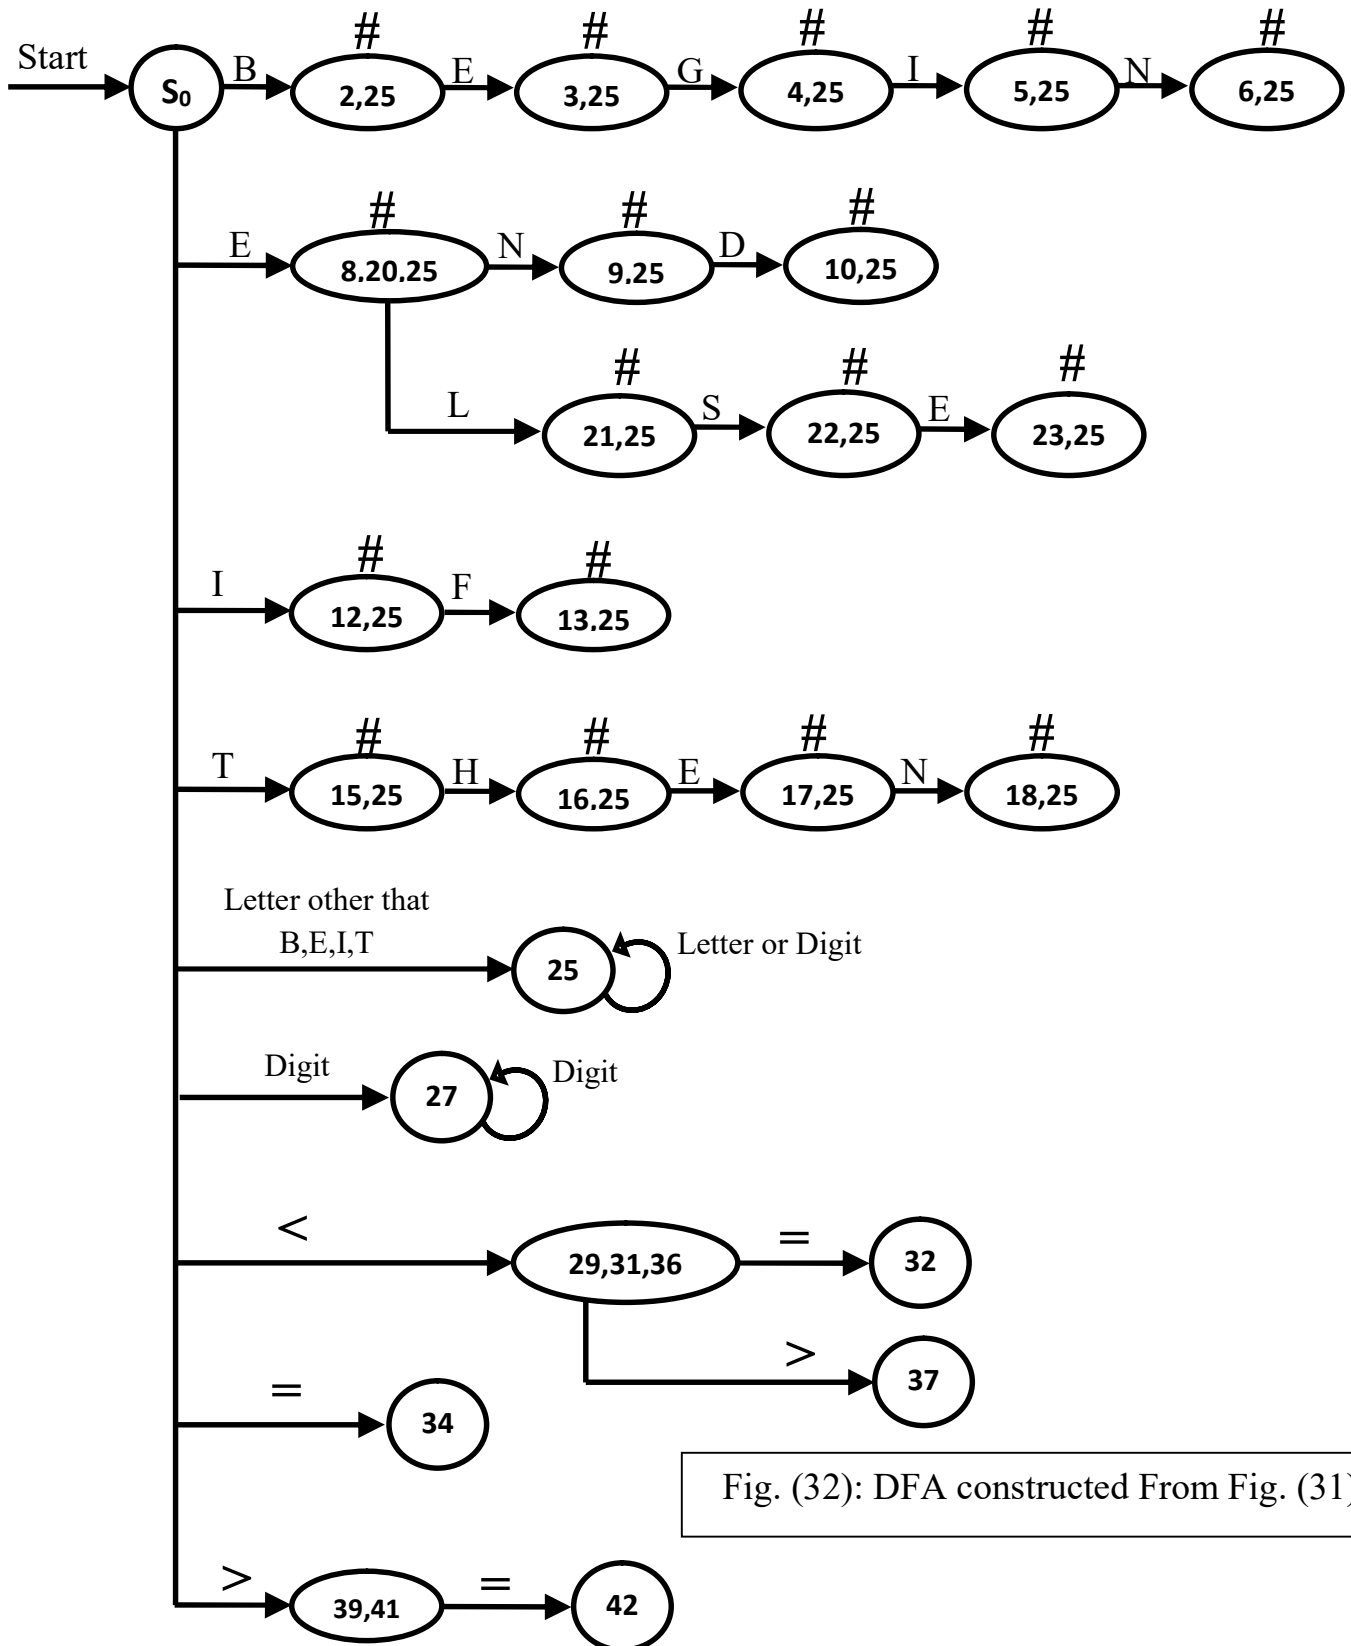 # # # # #
Start S₀ B 2,25 E 3,25 G 4,25 I 5,25 N 6,25
# # #
E 8,20,25 N 9,25 D 10,25
# # #
L 21,25 S 22,25 E 23,25
# #
I 12,25 F 13,25
# # # #
T 15,25 H 16,25 E 17,25 N 18,25
Letter other that
B,E,I,T 25 Letter or Digit
Digit 27 Digit
< 29,31,36 = 32
> 37
= 34
Fig. (32): DFA constructed From Fig. (31)
> 39,41 = 42